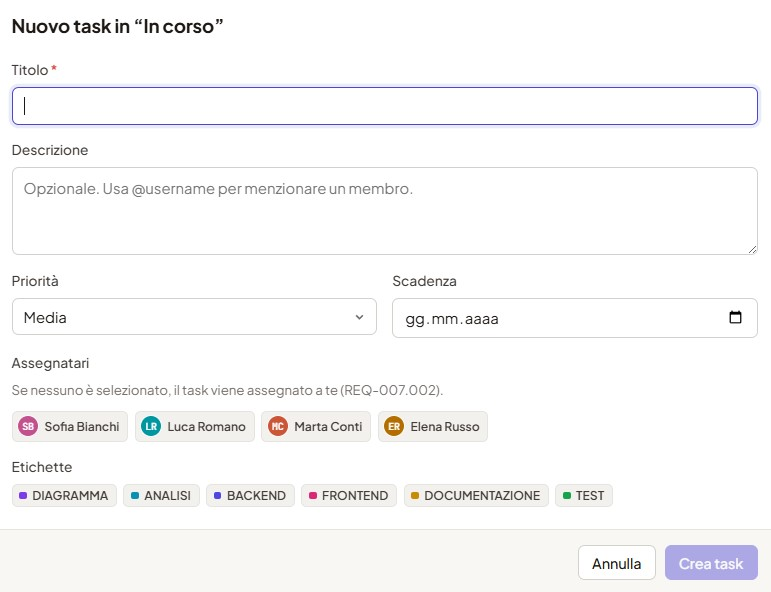 Nuovo task in “In corso”
Titolo *
Descrizione
Opzionale. Usa @username per menzionare un membro.
Priorità Scadenza
Media gg.mm.aaaa
Assegnatari
Se nessuno è selezionato, il task viene assegnato a te (REQ-007.002).
SB Sofia Bianchi LR Luca Romano MC Marta Conti ER Elena Russo
Etichette
DIAGRAMMA ANALISI BACKEND FRONTEND DOCUMENTAZIONE TEST
Annulla Crea task